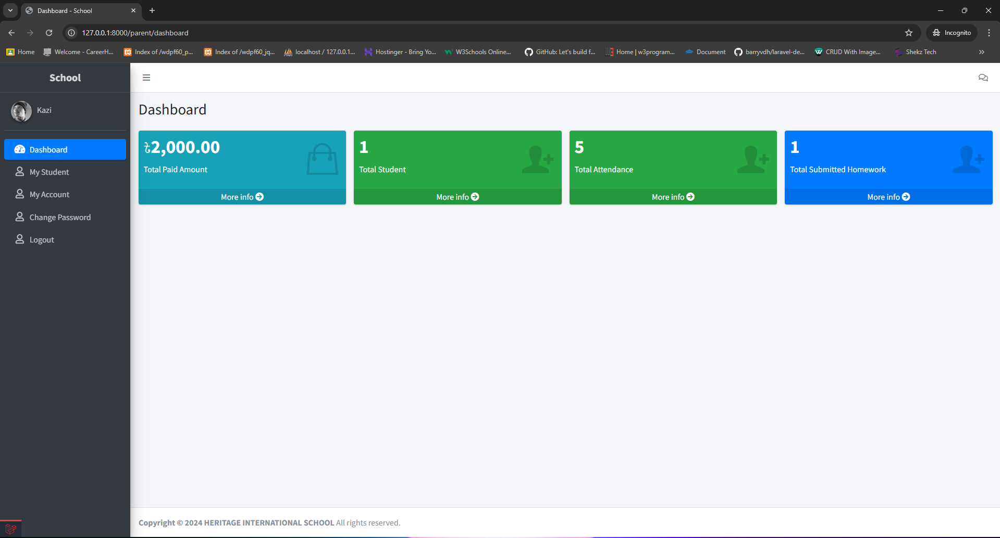 Dashboard - School
127.0.0.1:8000/parent/dashboard
Incognito
Home
Welcome - CareerH...
Index of /wdpf60_p...
Index of /wdpf60_jq...
localhost / 127.0.0.1...
Hostinger - Bring Yo...
W3Schools Online...
GitHub: Let's build f...
Home | w3program...
Document
barryvdh/laravel-de...
CRUD With Image...
Shekz Tech
School
Kazi
Dashboard
My Student
My Account
Change Password
Logout
Dashboard
৳2,000.00
Total Paid Amount
More info
1
Total Student
More info
5
Total Attendance
More info
1
Total Submitted Homework
More info
Copyright © 2024 HERITAGE INTERNATIONAL SCHOOL All rights reserved.